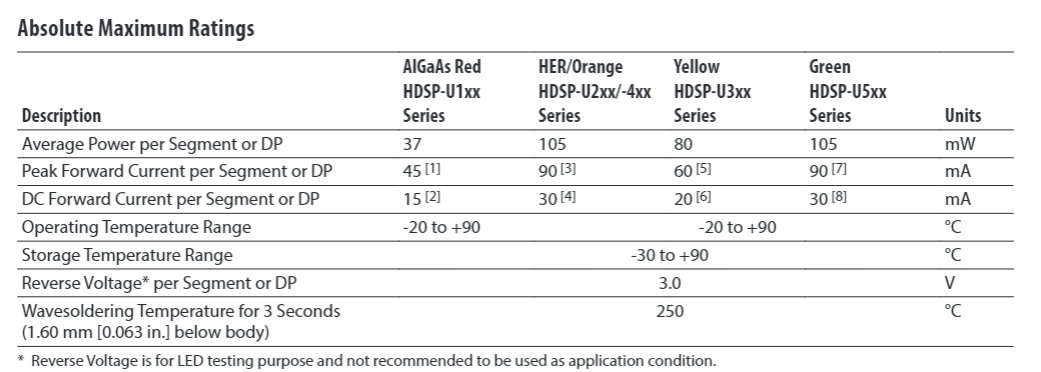 Absolute Maximum Ratings
AlGaAs Red HER/Orange Yellow Green
HDSP-U1xx HDSP-U2xx/-4xx HDSP-U3xx HDSP-U5xx
Description Series Series Series Series Units
Average Power per Segment or DP 37 105 80 105 mW
Peak Forward Current per Segment or DP 45 [1] 90 [3] 60 [5] 90 [7] mA
DC Forward Current per Segment or DP 15 [2] 30 [4] 20 [6] 30 [8] mA
Operating Temperature Range -20 to +90 -20 to +90 °C
Storage Temperature Range -30 to +90 °C
Reverse Voltage* per Segment or DP 3.0 V
Wavesoldering Temperature for 3 Seconds 250 °C
(1.60 mm [0.063 in.] below body)
* Reverse Voltage is for LED testing purpose and not recommended to be used as application condition.